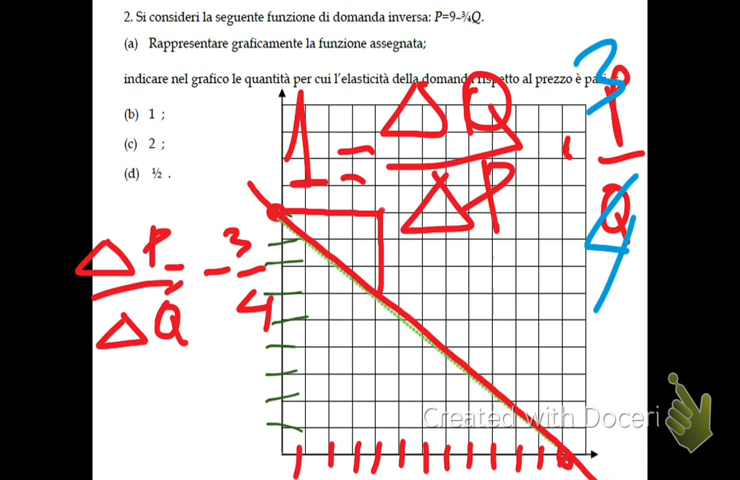 2. Si consideri la seguente funzione di domanda inversa: P=9–¾Q.
(a) Rappresentare graficamente la funzione assegnata;
indicare nel grafico le quantità per cui l'elasticità della domanda rispetto al prezzo è
(b) 1 ;
(c) 2 ;
(d) ½ .
1 = ΔQ/ΔP · P/Q
3
4
ΔP/ΔQ = -3/4
Created with Doceri